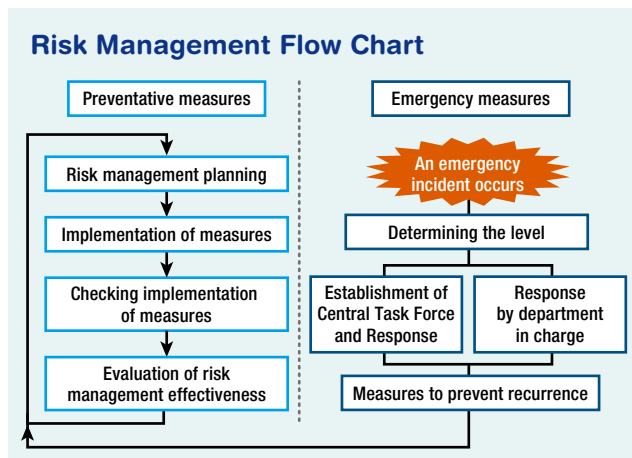 Risk Management Flow Chart
Preventative measures
Risk management planning
Implementation of measures
Checking implementation
of measures
Evaluation of risk
management effectiveness
Emergency measures
An emergency
incident occurs
Determining the level
Establishment of
Central Task Force
and Response
Response
by department
in charge
Measures to prevent recurrence